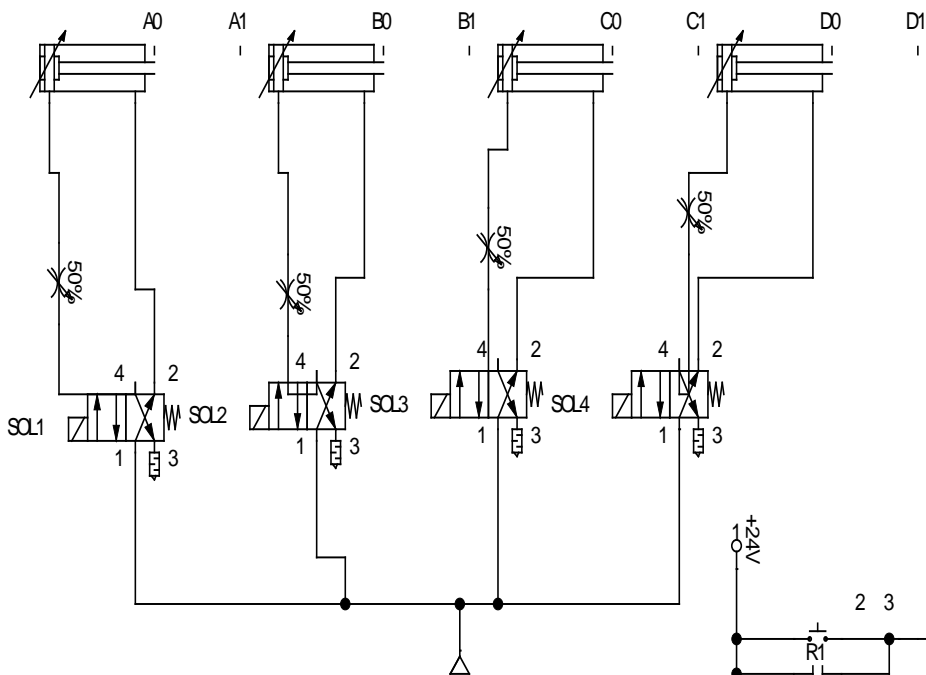 A0 A1 B0 B1 C0 C1 D0 D1
50% 50% 50% 50%
4 2 4 2 4 2 4 2
SOL1 SOL2 SOL3 SOL4
1 3 1 3 1 3 1 3
+24V
1
2 3
R1